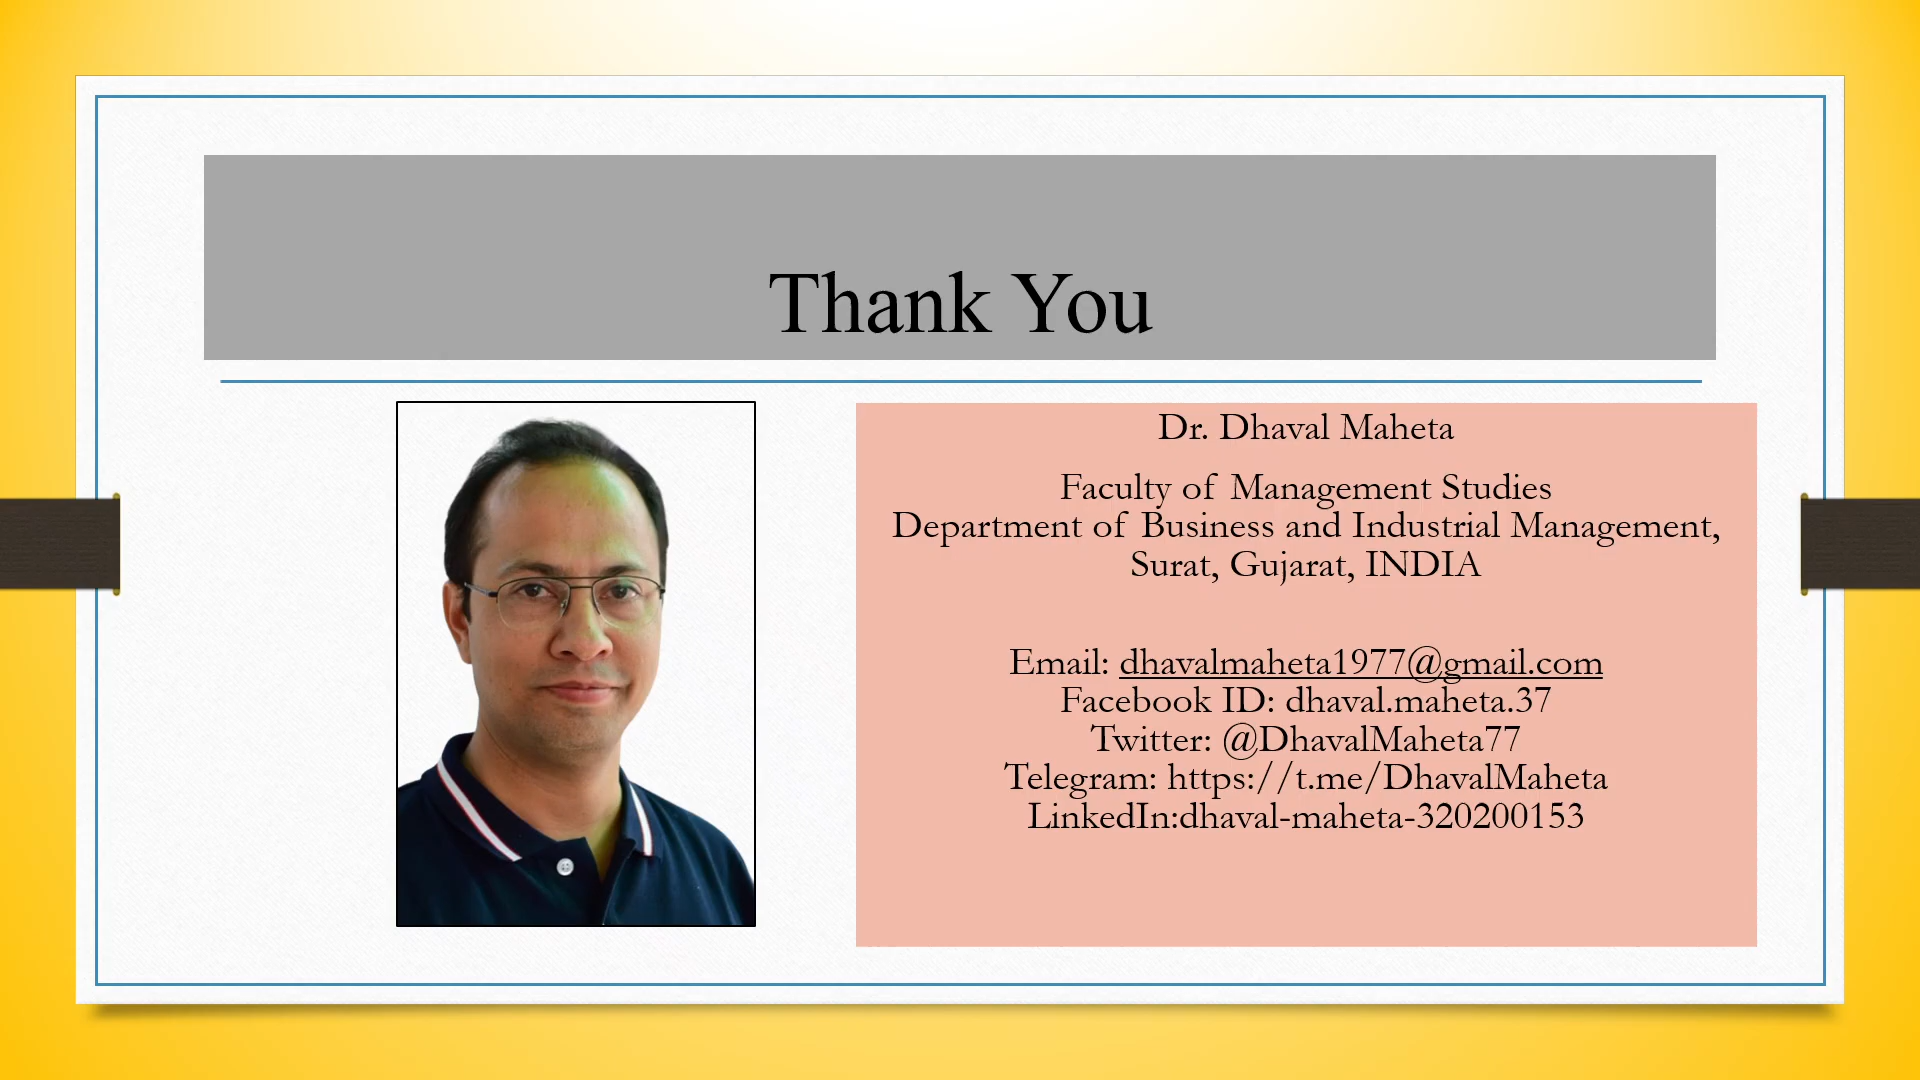 Thank You
Dr. Dhaval Maheta
Faculty of Management Studies
Department of Business and Industrial Management,
Surat, Gujarat, INDIA
Email: dhavalmaheta1977@gmail.com
Facebook ID: dhaval.maheta.37
Twitter: @DhavalMaheta77
Telegram: https://t.me/DhavalMaheta
LinkedIn:dhaval-maheta-320200153